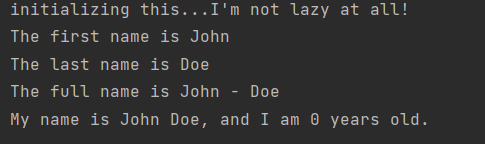 initializing this...I'm not lazy at all!
The first name is John
The last name is Doe
The full name is John - Doe
My name is John Doe, and I am 0 years old.